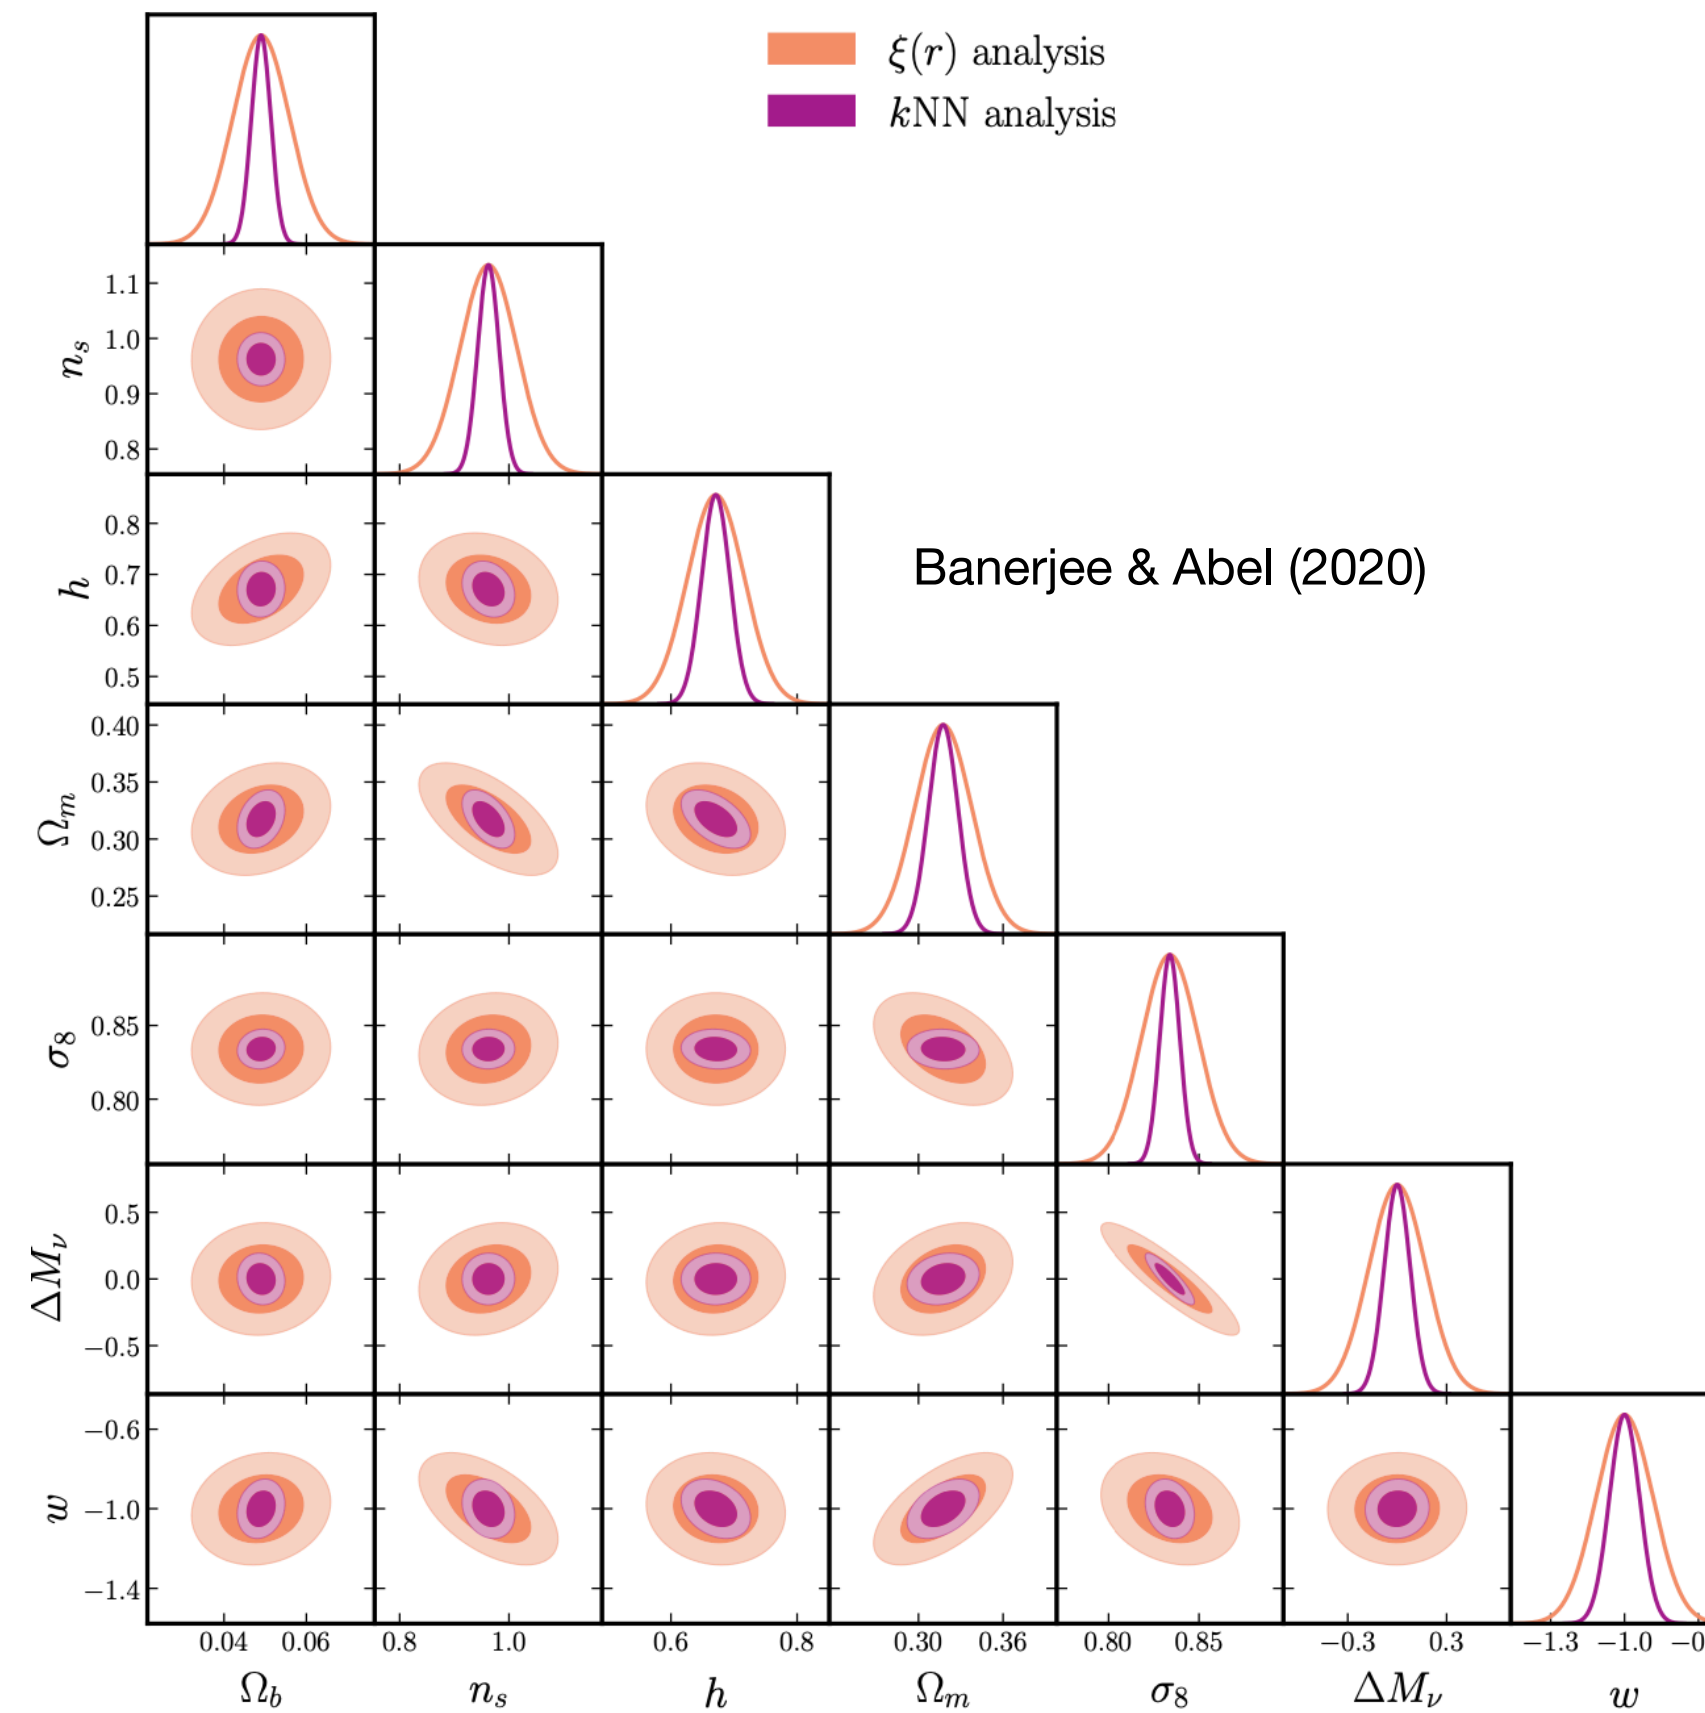 ξ(r) analysis
kNN analysis
Banerjee & Abel (2020)
1.1
1.0
0.9
0.8
n_s
0.8
0.7
0.6
0.5
h
0.40
0.35
0.30
0.25
Ω_m
0.85
0.80
σ_8
0.5
0.0
−0.5
ΔM_ν
−0.6
−1.0
−1.4
w
0.04 0.06 0.8 1.0 0.6 0.8 0.30 0.36 0.80 0.85 −0.3 0.3 −1.3 −1.0
Ω_b n_s h Ω_m σ_8 ΔM_ν w